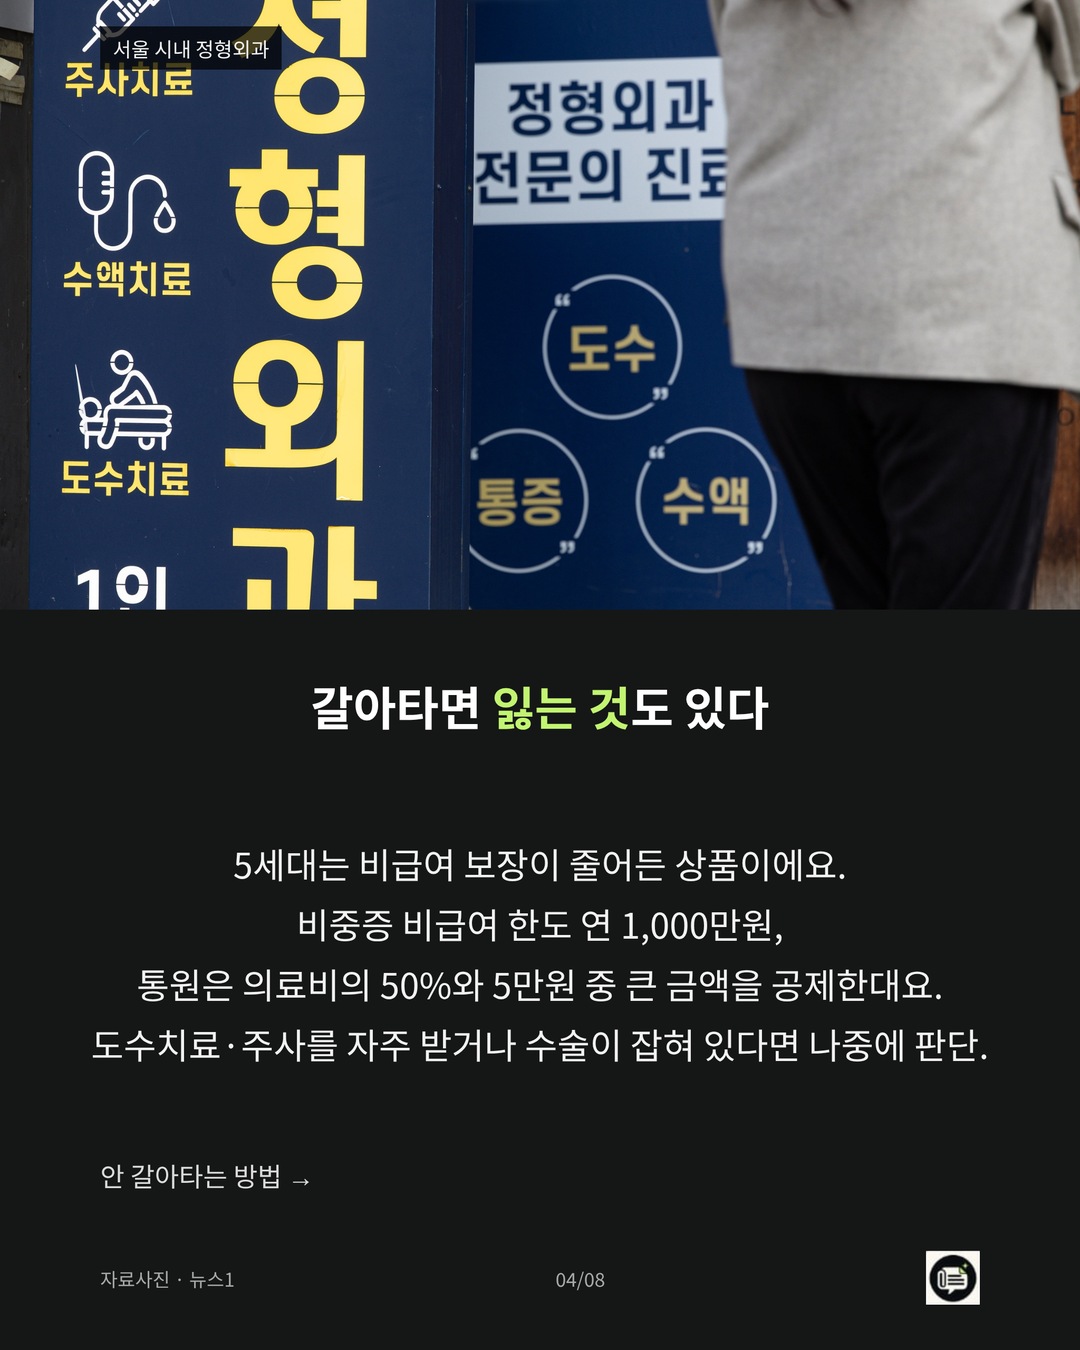 서울 시내 정형외과
주사치료
수액치료
도수치료
1인
정형외과
정형외과
전문의 진료
“도수”
“통증”
“수액”
갈아타면 잃는 것도 있다
5세대는 비급여 보장이 줄어든 상품이에요.
비중증 비급여 한도 연 1,000만원,
통원은 의료비의 50%와 5만원 중 큰 금액을 공제한대요.
도수치료·주사를 자주 받거나 수술이 잡혀 있다면 나중에 판단.
안 갈아타는 방법 →
자료사진 · 뉴스1
04/08